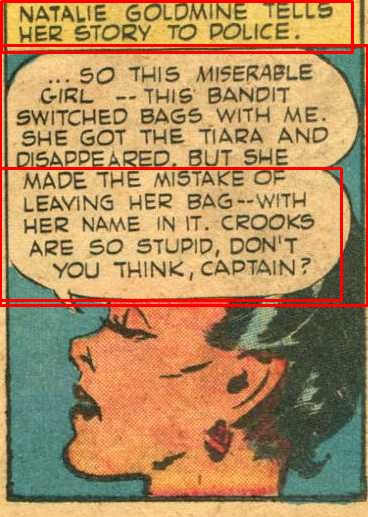 NATALIE GOLDMINE TELLS
HER STORY TO POLICE.
... SO THIS MISERABLE
GIRL -- THIS BANDIT
SWITCHED BAGS WITH ME.
SHE GOT THE TIARA AND
DISAPPEARED. BUT SHE
MADE THE MISTAKE OF
LEAVING HER BAG--WITH
HER NAME IN IT. CROOKS
ARE SO STUPID, DON'T
YOU THINK, CAPTAIN?